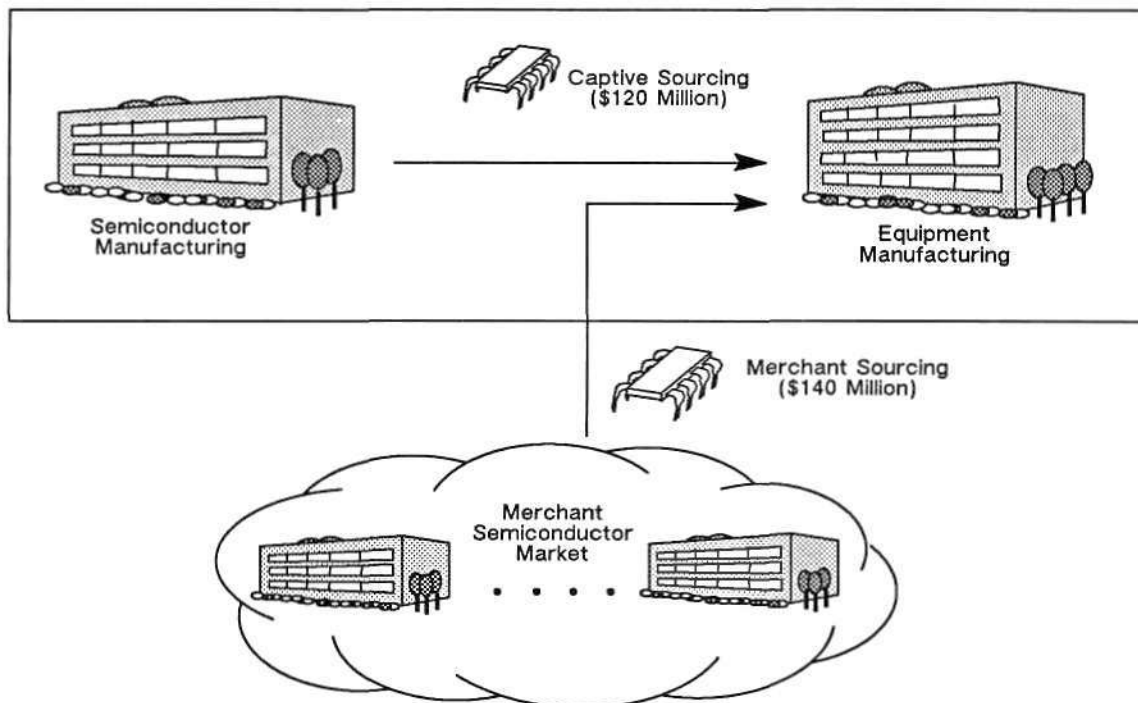 Captive Sourcing
($120 Million)
Semiconductor
Manufacturing
Equipment
Manufacturing
Merchant Sourcing
($140 Million)
Merchant
Semiconductor
Market